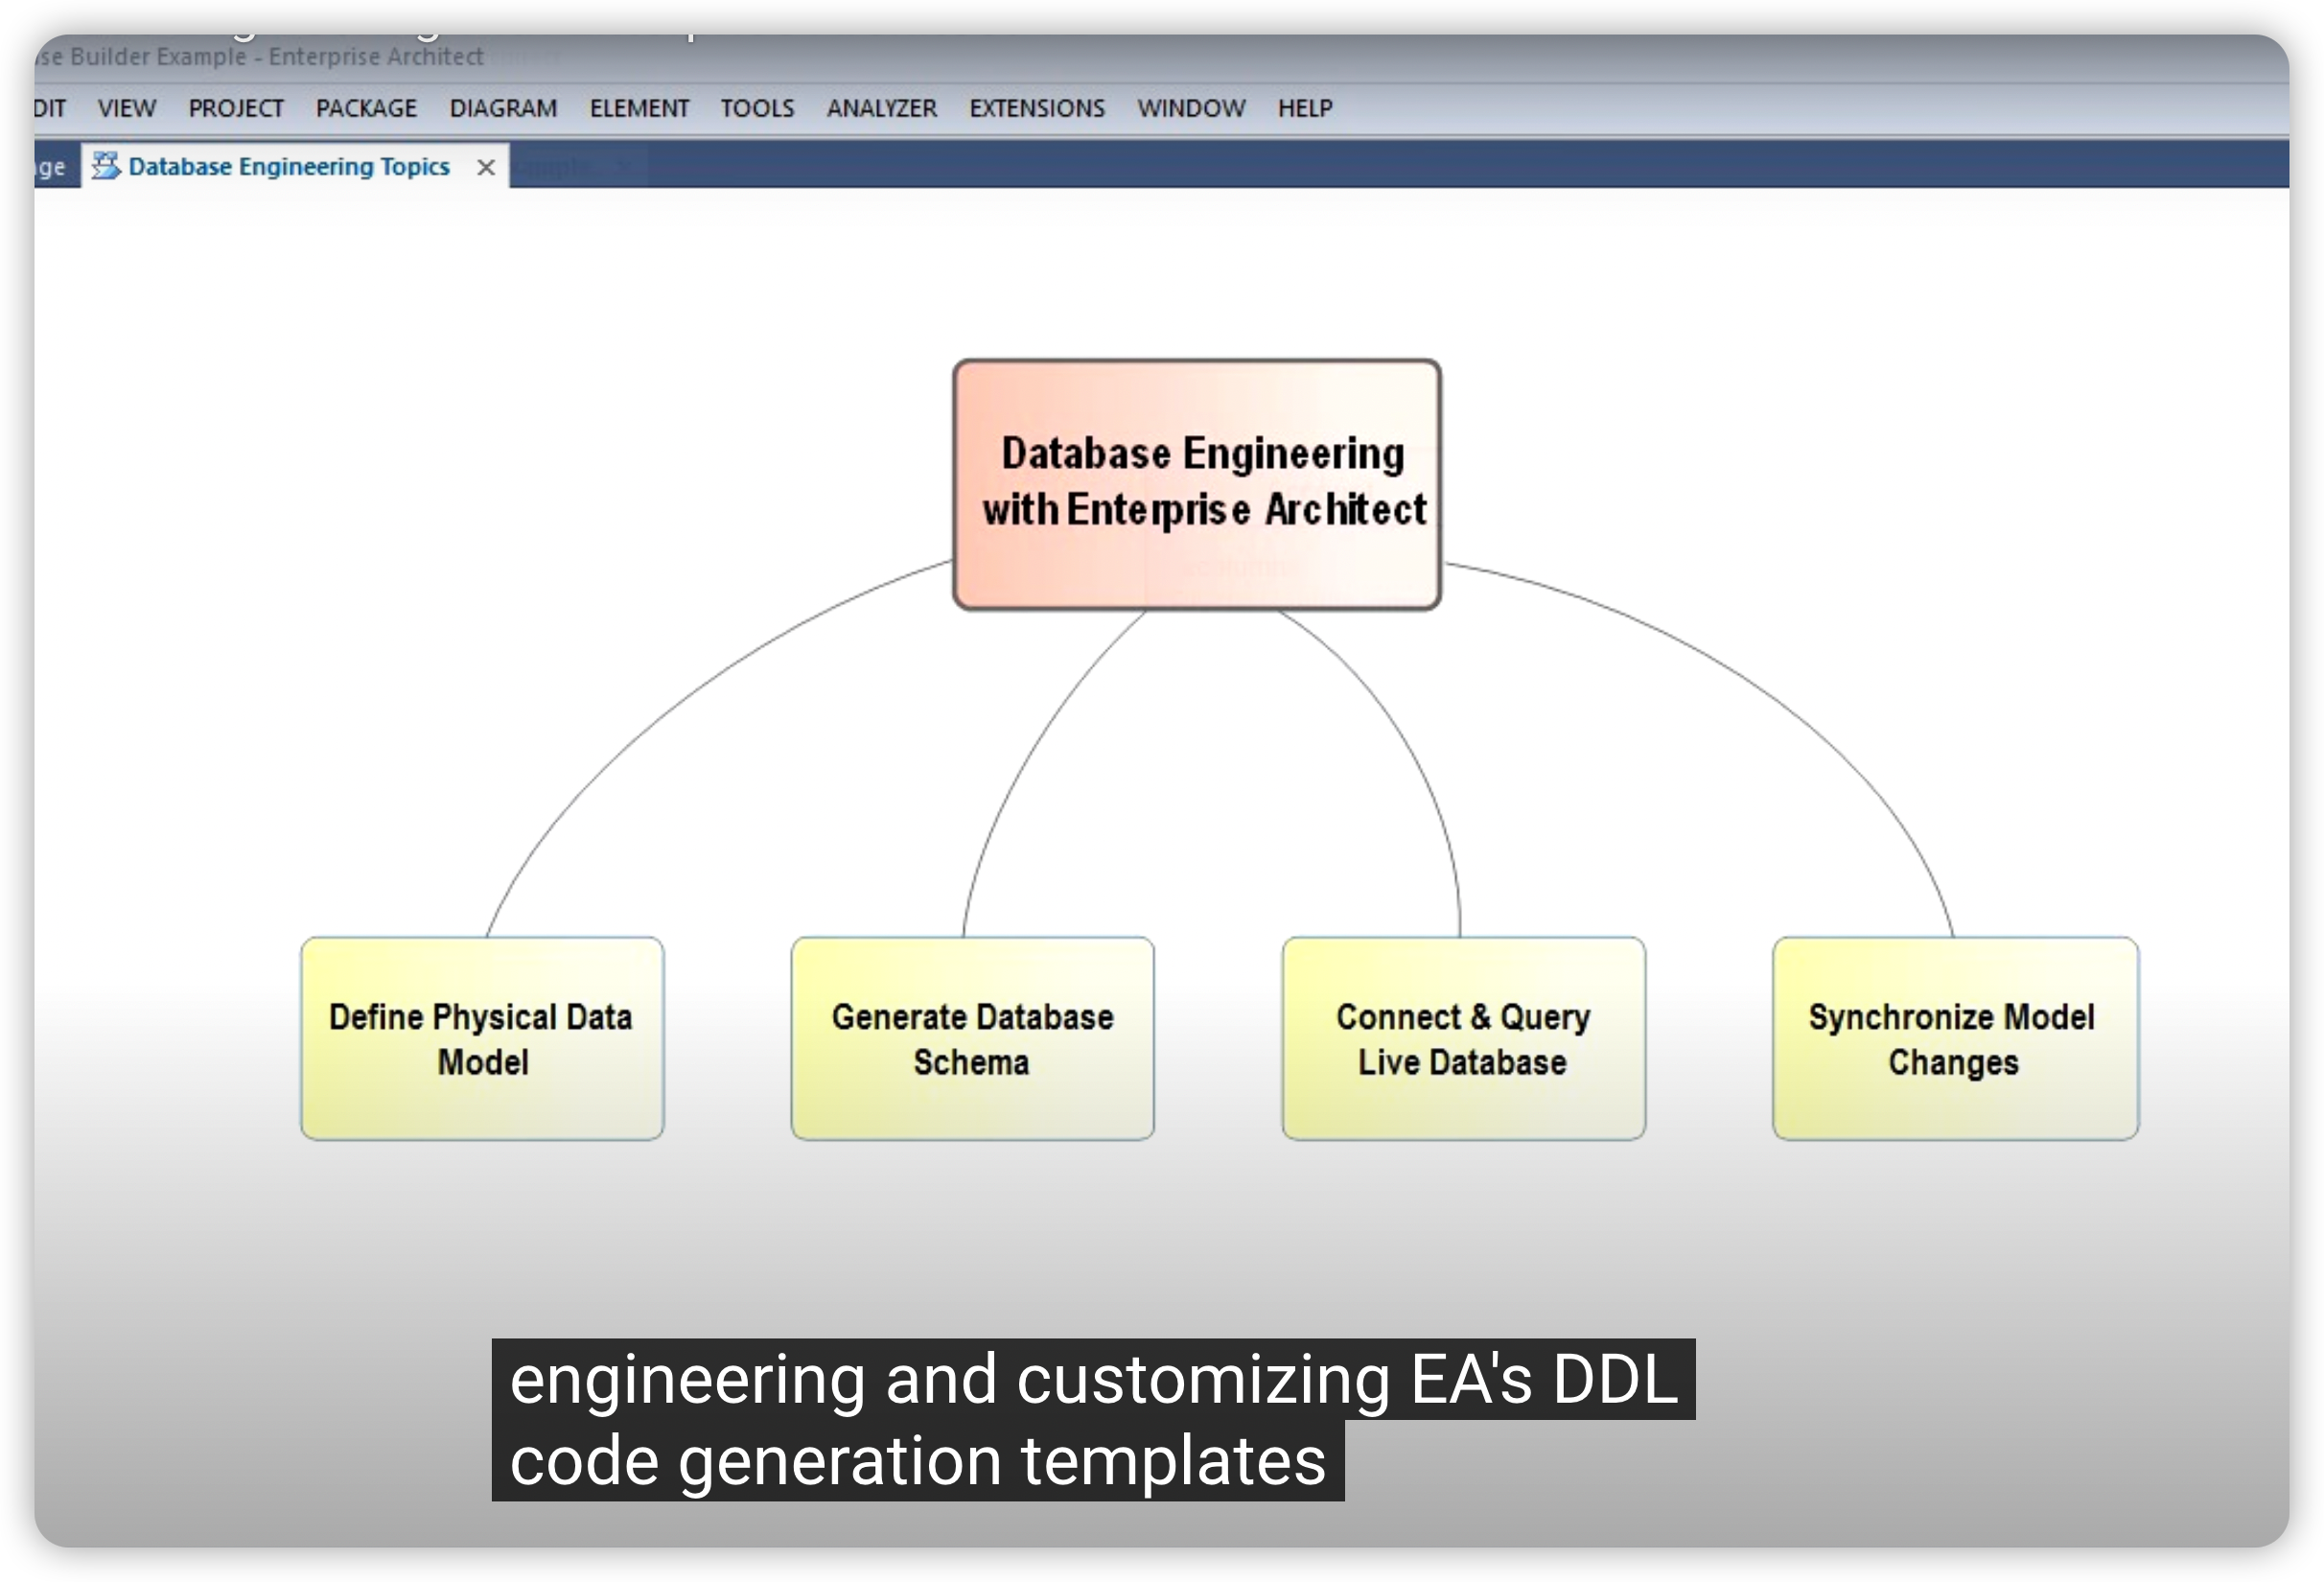 se Builder Example - Enterprise Architect
DIT VIEW PROJECT PACKAGE DIAGRAM ELEMENT TOOLS ANALYZER EXTENSIONS WINDOW HELP
ge Database Engineering Topics
Database Engineering
with Enterprise Architect
Define Physical Data
Model
Generate Database
Schema
Connect & Query
Live Database
Synchronize Model
Changes
engineering and customizing EA's DDL
code generation templates